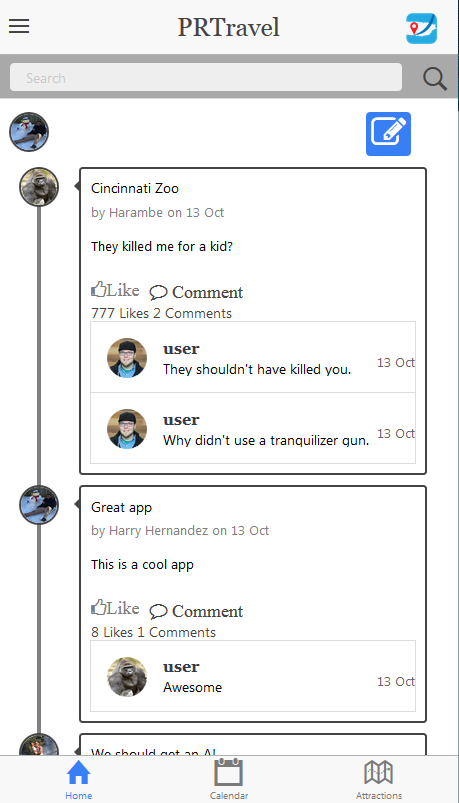 PRTravel
Search
Cincinnati Zoo
by Harambe on 13 Oct
They killed me for a kid?
Like Comment
777 Likes 2 Comments
user
They shouldn't have killed you.
13 Oct
user
Why didn't use a tranquilizer gun.
13 Oct
Great app
by Harry Hernandez on 13 Oct
This is a cool app
Like Comment
8 Likes 1 Comments
user
Awesome
13 Oct
We should get an
Home Calendar Attractions